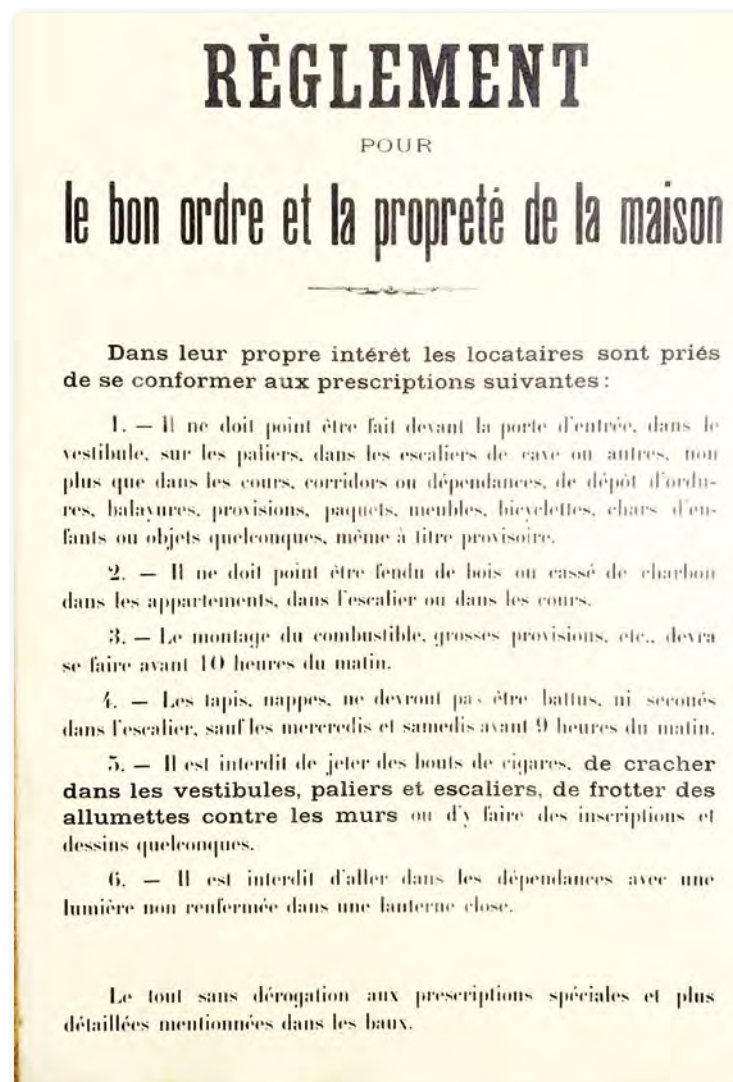 RÈGLEMENT
POUR
le bon ordre et la propreté de la maison
Dans leur propre intérêt les locataires sont priés
de se conformer aux prescriptions suivantes :
1. — Il ne doit point être fait devant la porte d'entrée, dans le
vestibule, sur les paliers, dans les escaliers de cave ou autres, non
plus que dans les cours, corridors ou dépendances, de dépôt d'ordu-
res, balayures, provisions, paquets, meubles, bicyclettes, chars d'en-
fants ou objets quelconques, même à titre provisoire.
2. — Il ne doit point être fendu de bois ou cassé de charbon
dans les appartements, dans l'escalier ou dans les cours.
3. — Le montage du combustible, grosses provisions, etc., devra
se faire avant 10 heures du matin.
4. — Les tapis, nappes, ne devront pas être battus, ni secoués
dans l'escalier, sauf les mercredis et samedis avant 9 heures du matin.
5. — Il est interdit de jeter des bouts de cigares, de cracher
dans les vestibules, paliers et escaliers, de frotter des
allumettes contre les murs ou d'y faire des inscriptions et
dessins quelconques.
6. — Il est interdit d'aller dans les dépendances avec une
lumière non renfermée dans une lanterne close.
Le tout sans dérogation aux prescriptions spéciales et plus
détaillées mentionnées dans les baux.